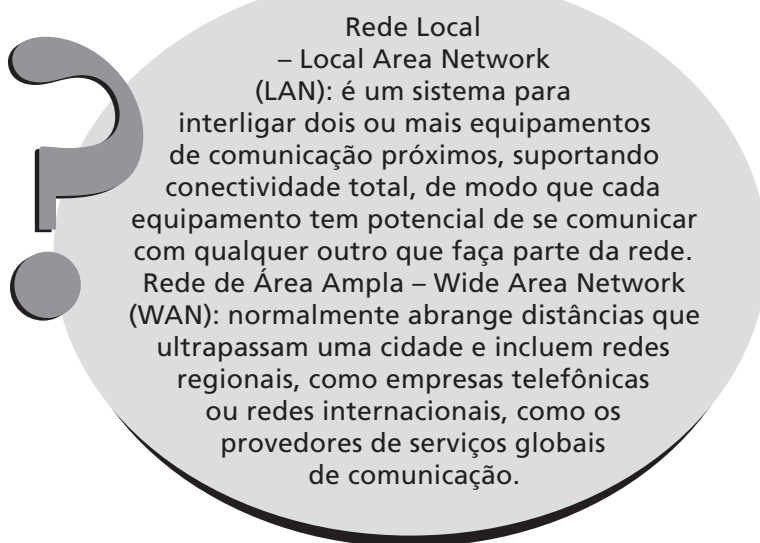 Rede Local
– Local Area Network
(LAN): é um sistema para
interligar dois ou mais equipamentos
de comunicação próximos, suportando
conectividade total, de modo que cada
equipamento tem potencial de se comunicar
com qualquer outro que faça parte da rede.
Rede de Área Ampla – Wide Area Network
(WAN): normalmente abrange distâncias que
ultrapassam uma cidade e incluem redes
regionais, como empresas telefônicas
ou redes internacionais, como os
provedores de serviços globais
de comunicação.
?